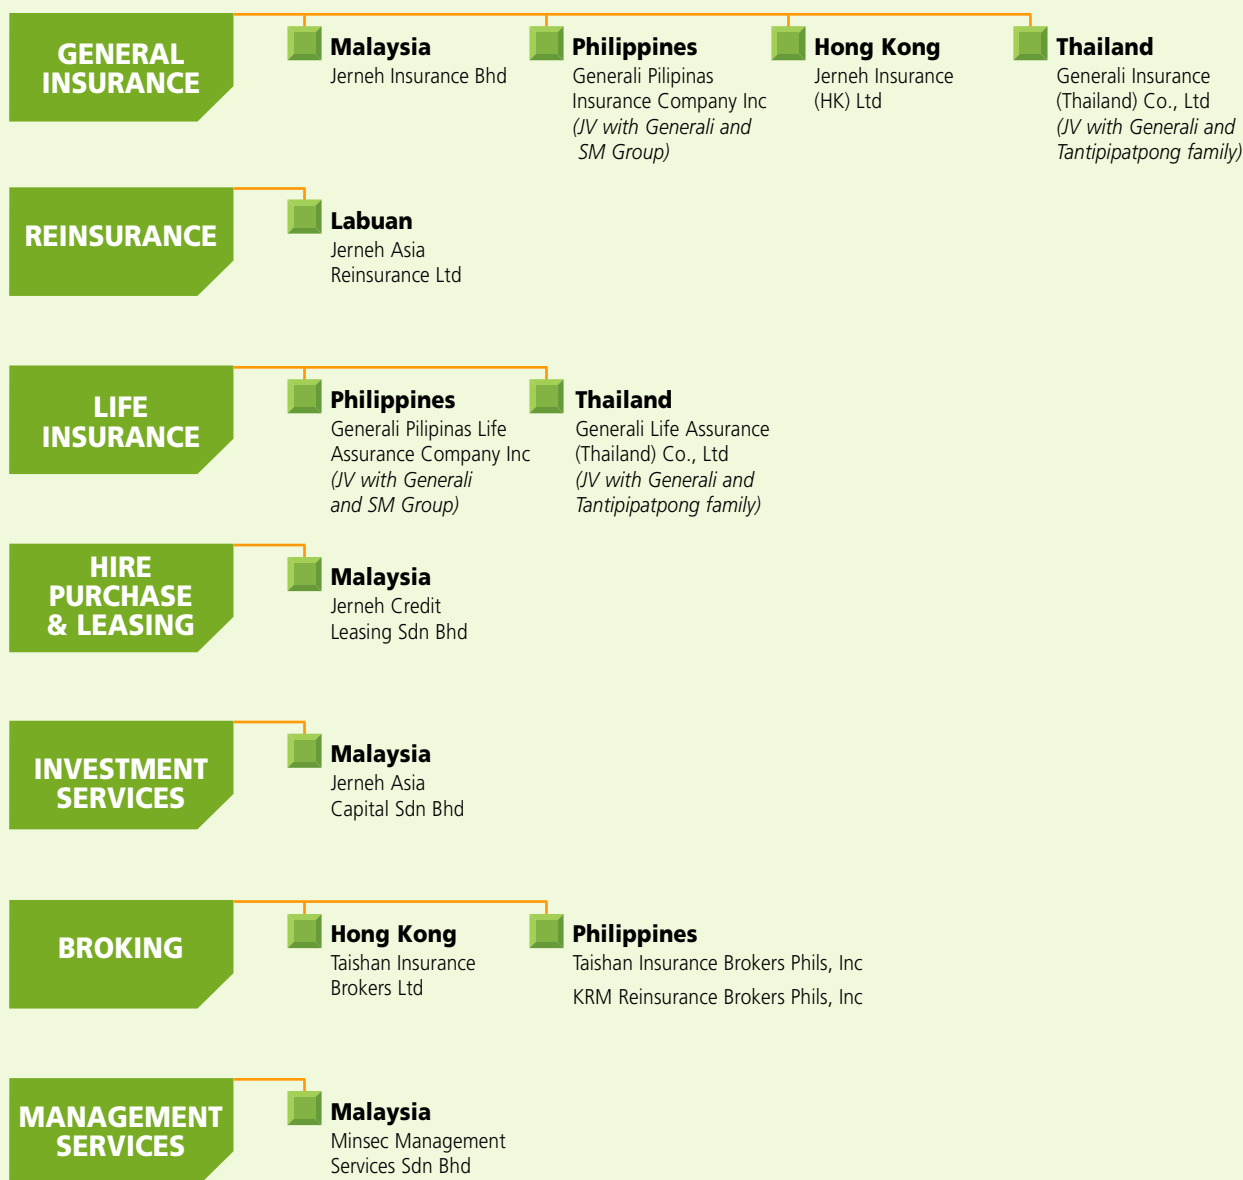 GENERAL
INSURANCE
Malaysia
Jerneh Insurance Bhd
Philippines
Generali Pilipinas
Insurance Company Inc
(JV with Generali and
SM Group)
Hong Kong
Jerneh Insurance
(HK) Ltd
Thailand
Generali Insurance
(Thailand) Co., Ltd
(JV with Generali and
Tantipipatpong family)
REINSURANCE
Labuan
Jerneh Asia
Reinsurance Ltd
LIFE
INSURANCE
Philippines
Generali Pilipinas Life
Assurance Company Inc
(JV with Generali
and SM Group)
Thailand
Generali Life Assurance
(Thailand) Co., Ltd
(JV with Generali and
Tantipipatpong family)
HIRE
PURCHASE
& LEASING
Malaysia
Jerneh Credit
Leasing Sdn Bhd
INVESTMENT
SERVICES
Malaysia
Jerneh Asia
Capital Sdn Bhd
BROKING
Hong Kong
Taishan Insurance
Brokers Ltd
Philippines
Taishan Insurance Brokers Phils, Inc
KRM Reinsurance Brokers Phils, Inc
MANAGEMENT
SERVICES
Malaysia
Minsec Management
Services Sdn Bhd